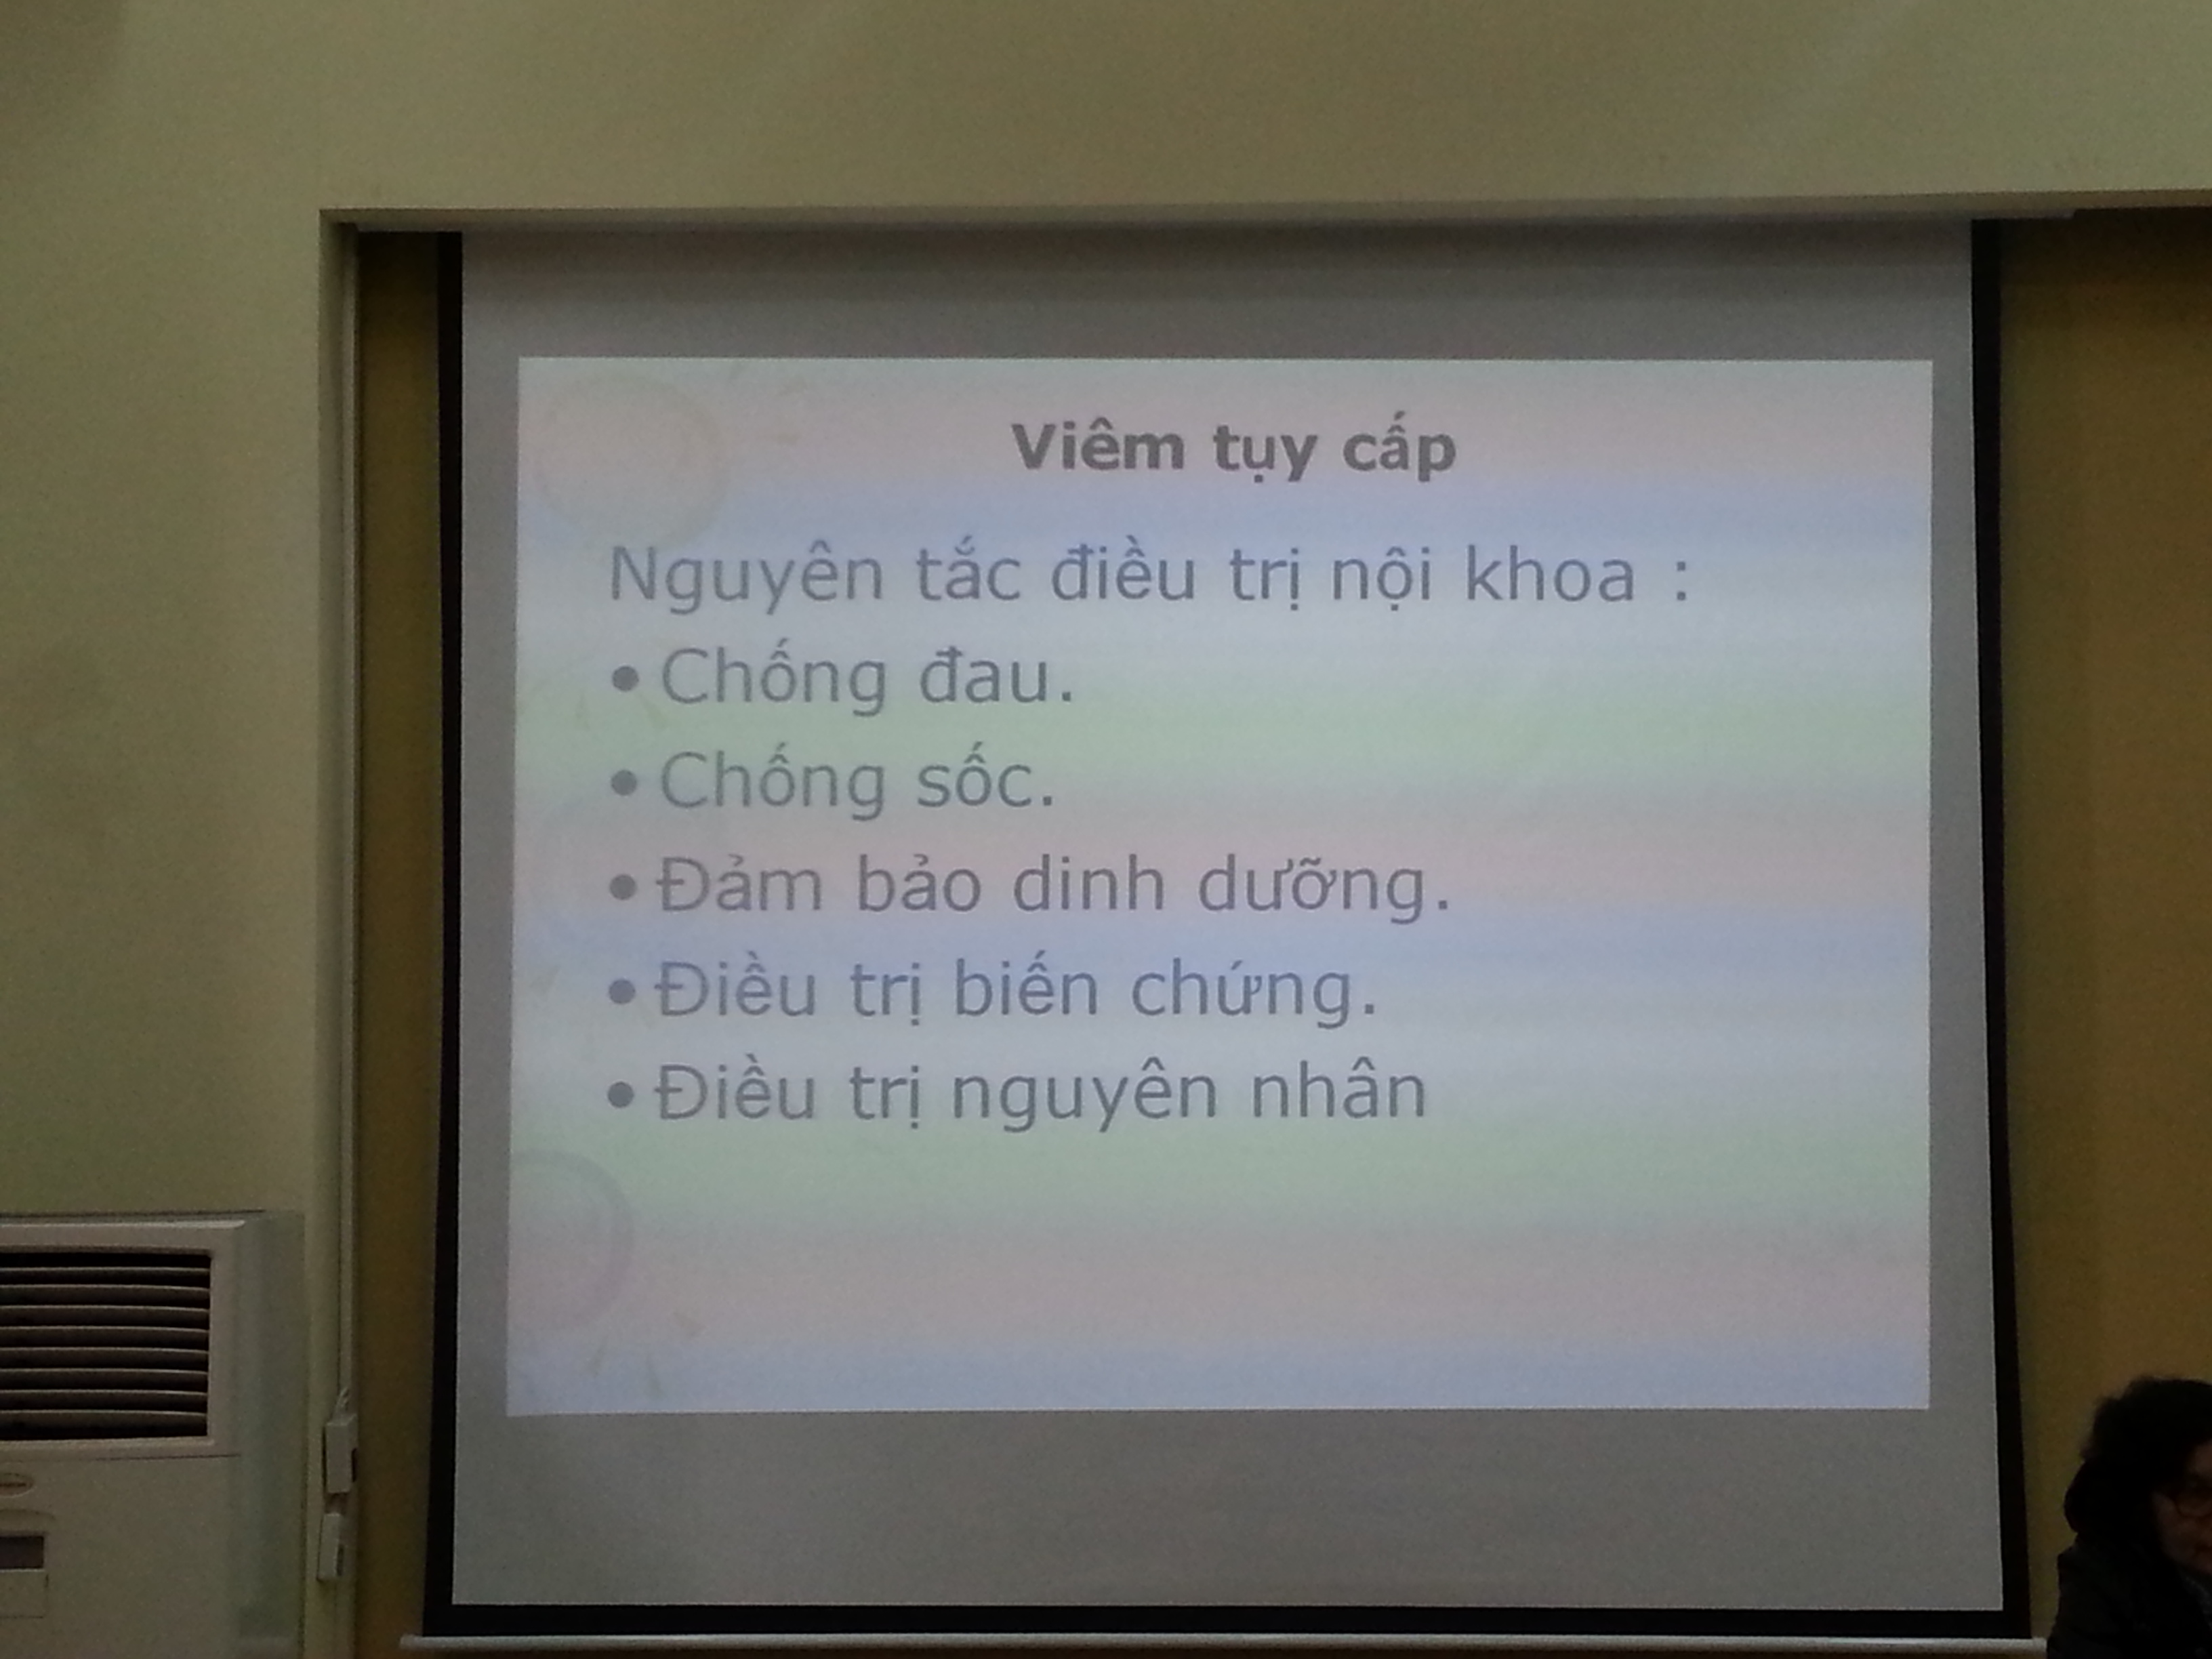 Viêm tụy cấp
Nguyên tắc điều trị nội khoa :
• Chống đau.
• Chống sốc.
• Đảm bảo dinh dưỡng.
• Điều trị biến chứng.
• Điều trị nguyên nhân